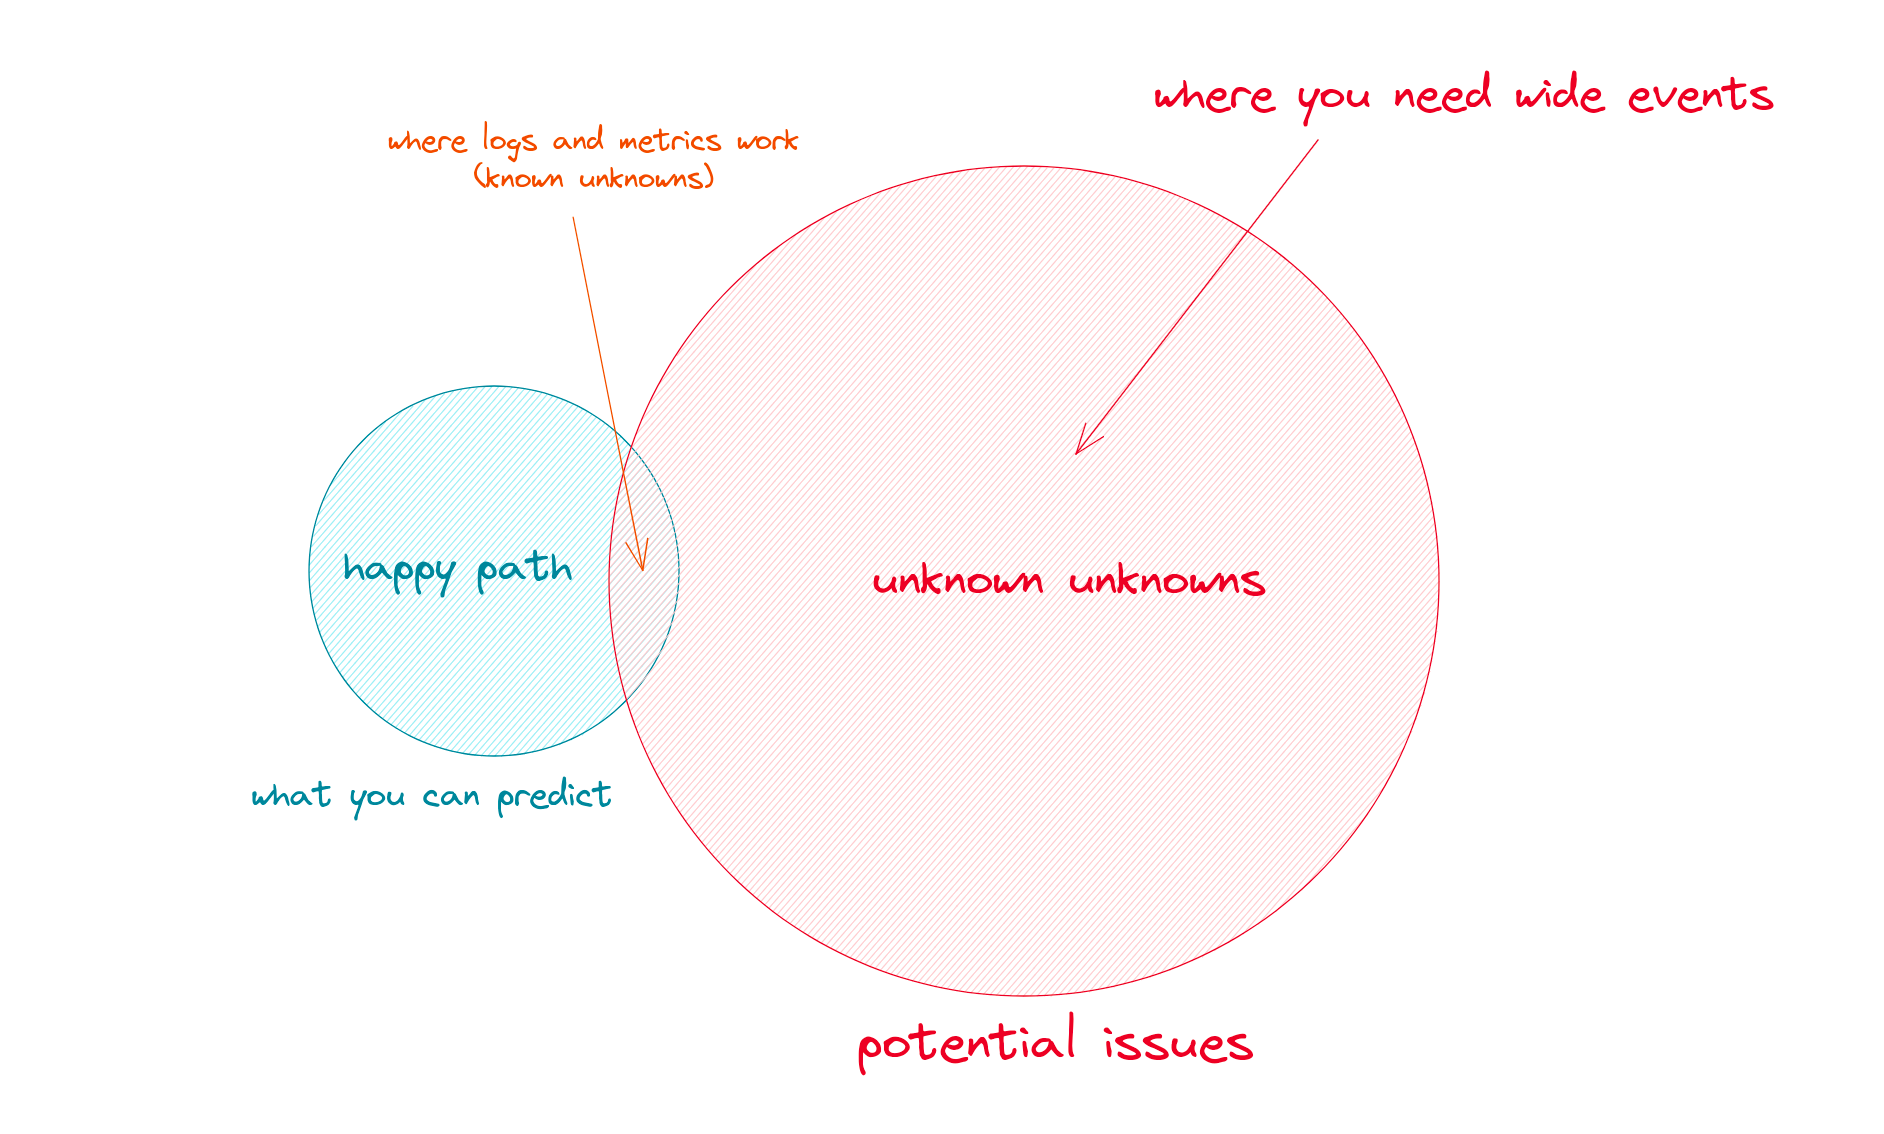 where you need wide events
where logs and metrics work
(known unknowns)
happy path
unknown unknowns
what you can predict
potential issues